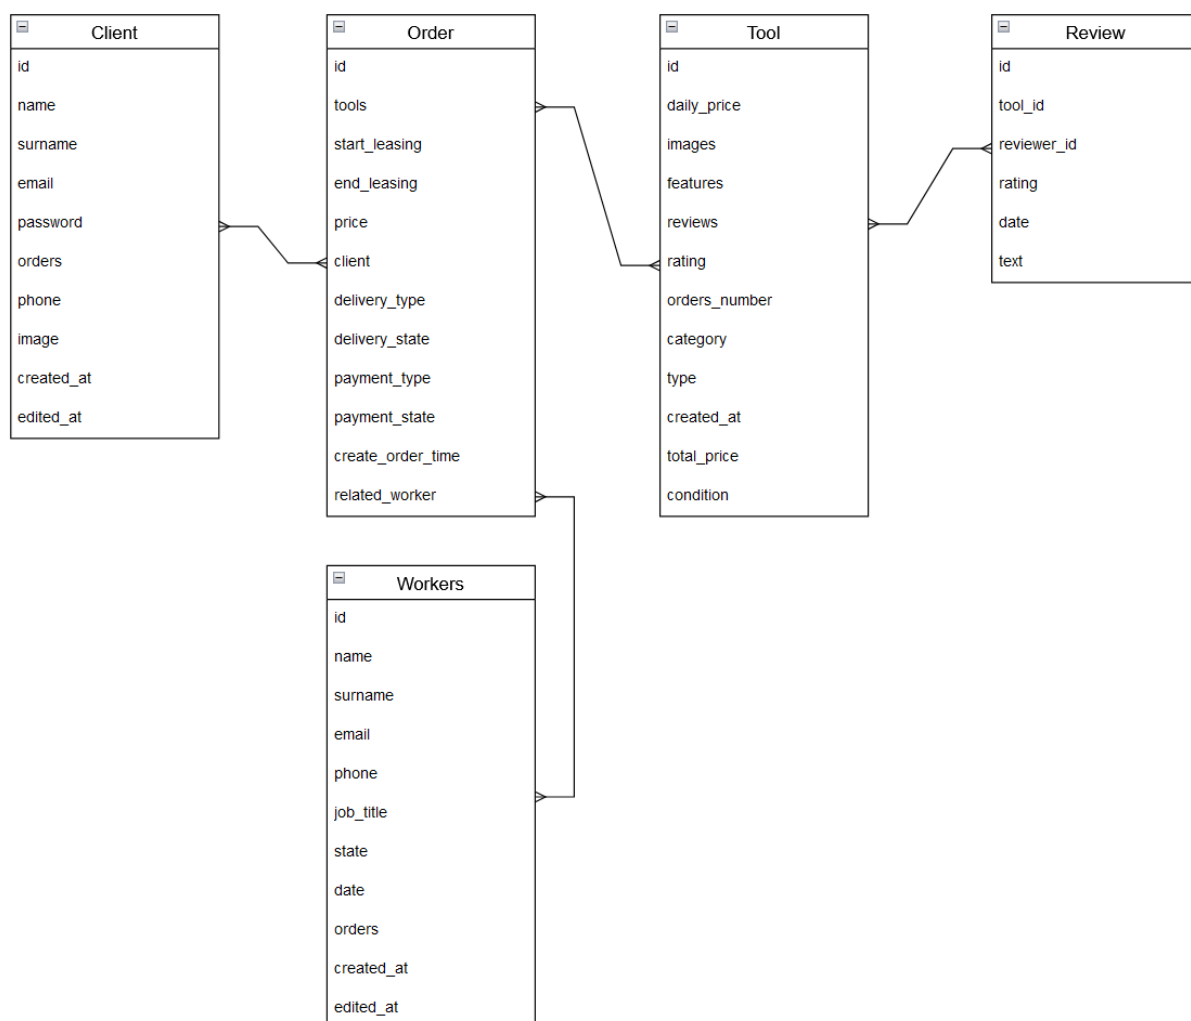 Client
id
name
surname
email
password
orders
phone
image
created_at
edited_at
Order
id
tools
start_leasing
end_leasing
price
client
delivery_type
delivery_state
payment_type
payment_state
create_order_time
related_worker
Tool
id
daily_price
images
features
reviews
rating
orders_number
category
type
created_at
total_price
condition
Review
id
tool_id
reviewer_id
rating
date
text
Workers
id
name
surname
email
phone
job_title
state
date
orders
created_at
edited_at